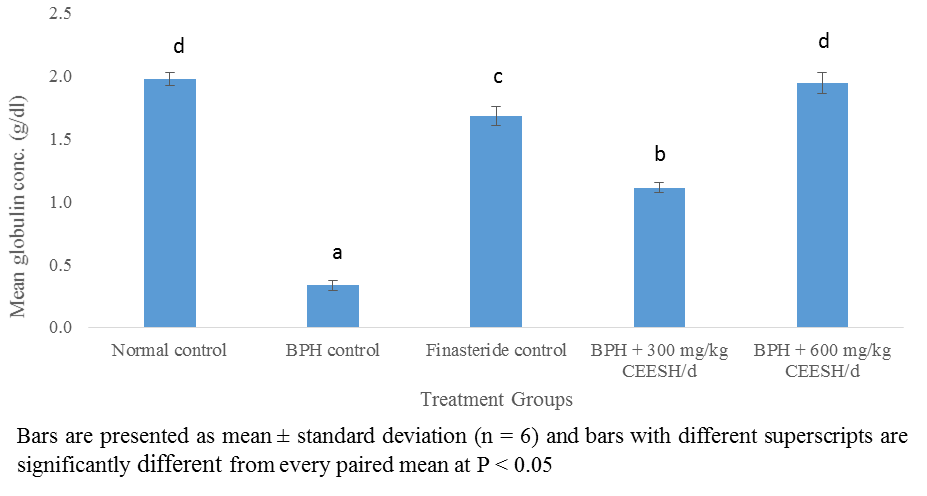 2.5
d
d
2.0
c
1.5
b
1.0
a
0.5
0.0
Mean globulin conc. (g/dl)
Normal control
BPH control
Finasteride control
BPH + 300 mg/kg
CEESH/d
BPH + 600 mg/kg
CEESH/d
Treatment Groups
Bars are presented as mean ± standard deviation (n = 6) and bars with different superscripts are
significantly different from every paired mean at P < 0.05